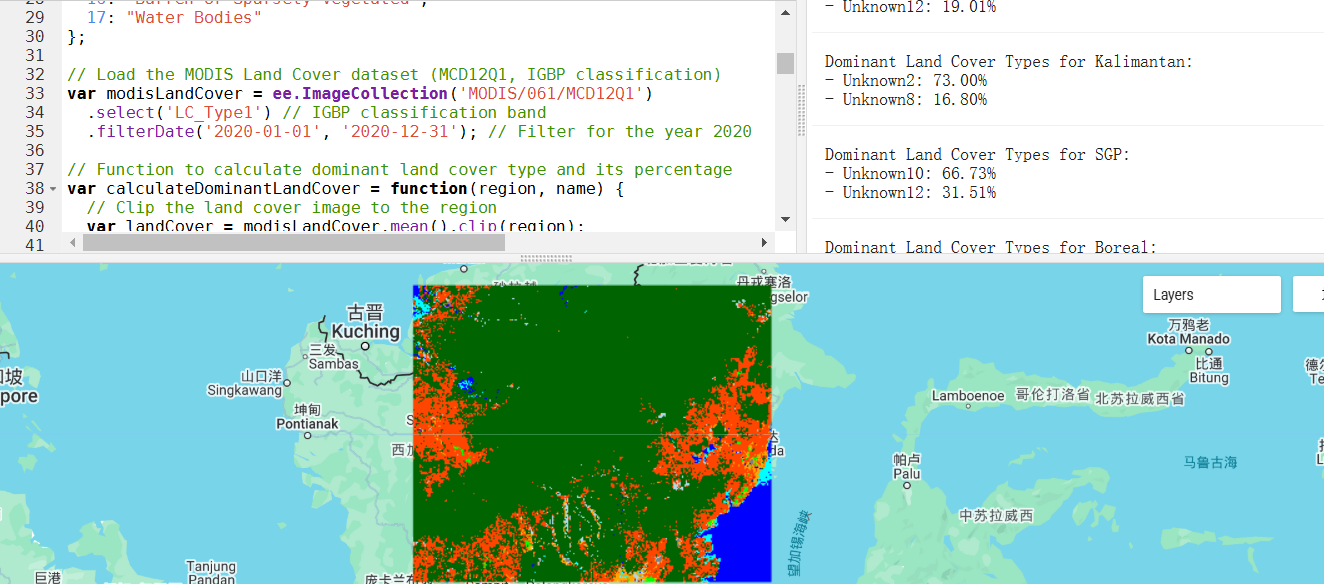 29 17: "Water Bodies"
30 };
31
32 // Load the MODIS Land Cover dataset (MCD12Q1, IGBP classification)
33 var modisLandCover = ee.ImageCollection('MODIS/061/MCD12Q1')
34 .select('LC_Type1') // IGBP classification band
35 .filterDate('2020-01-01', '2020-12-31'); // Filter for the year 2020
36
37 // Function to calculate dominant land cover type and its percentage
38 var calculateDominantLandCover = function(region, name) {
39 // Clip the land cover image to the region
40 var landCover = modisLandCover.mean().clip(region);
41
- Unknown12: 19.01%
Dominant Land Cover Types for Kalimantan:
- Unknown2: 73.00%
- Unknown8: 16.80%
Dominant Land Cover Types for SGP:
- Unknown10: 66.73%
- Unknown12: 31.51%
Dominant Land Cover Types for Boreal:
Layers
丹戎塞洛
gselor
古晋
Kuching
三发
Sambas
山口洋
Singkawang
坤甸
Pontianak
西加
坡
pore
万鸦老
Kota Manado
比通
Bitung
Lamboenoe
哥伦打洛省
北苏拉威西省
马鲁古海
帕卢
Palu
中苏拉威西
望加锡海峡
da
Tanjung
Pandan
巨港
庞卡兰布